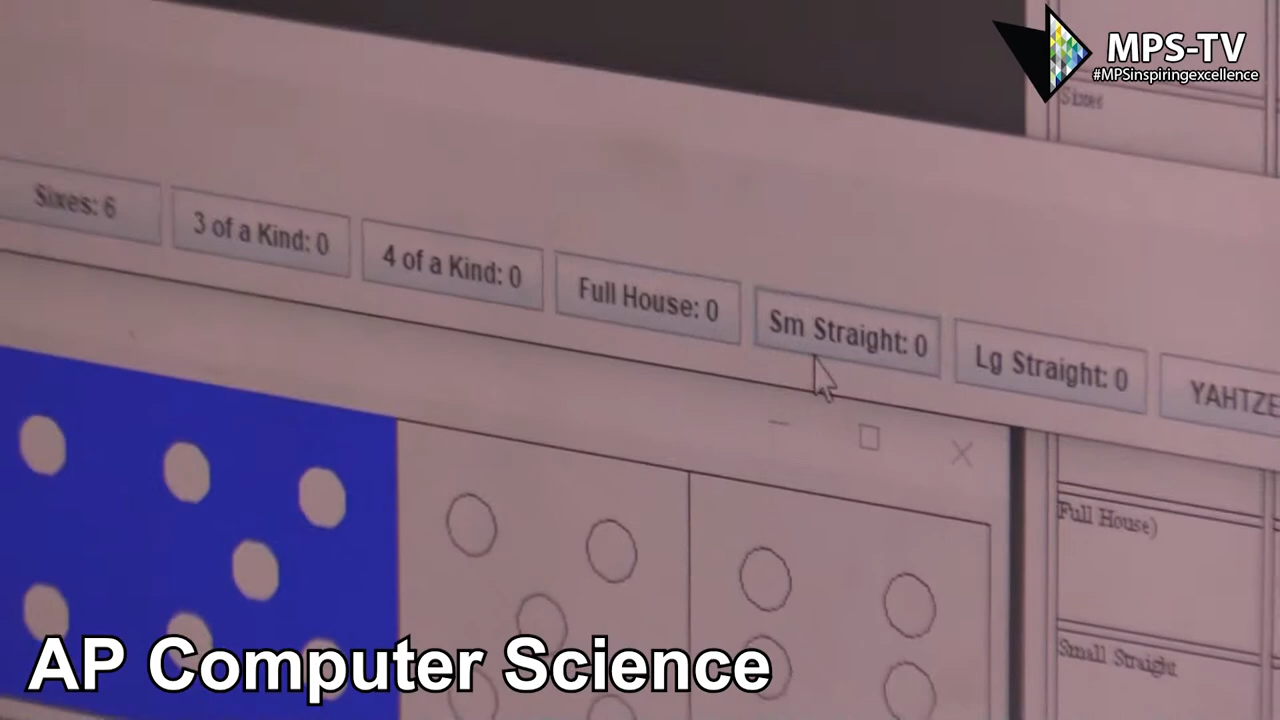 MPS-TV
#MPSinspiringexcellence
Sixes
Sixes: 6
3 of a Kind: 0
4 of a Kind: 0
Full House: 0
Sm Straight: 0
Lg Straight: 0
YAHTZE
Full House)
Small Straight
AP Computer Science